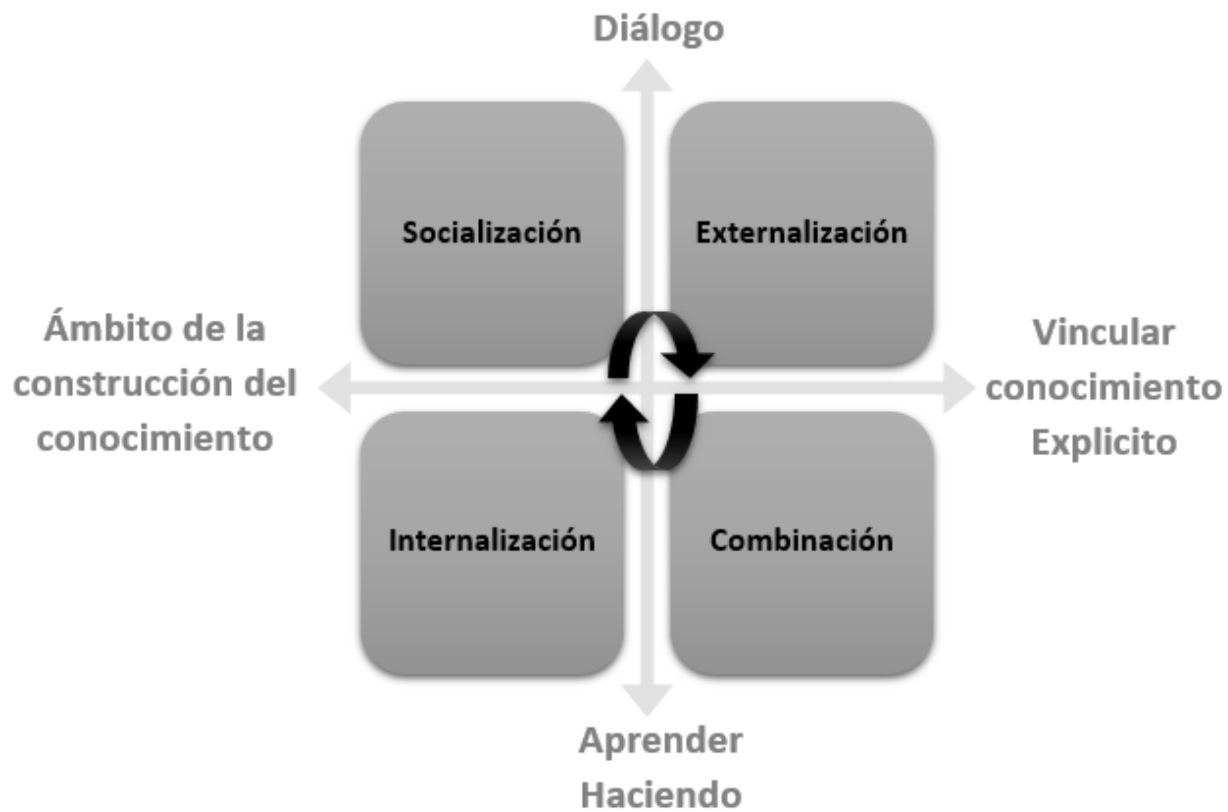 Diálogo
Socialización
Externalización
Ámbito de la
construcción del
conocimiento
Vincular
conocimiento
Explicito
Internalización
Combinación
Aprender
Haciendo